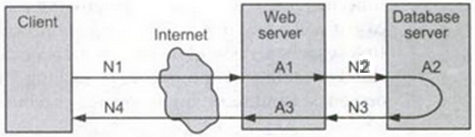 Client
Internet
Web
server
Database
server
N1
A1
N2
A2
N4
A3
N3